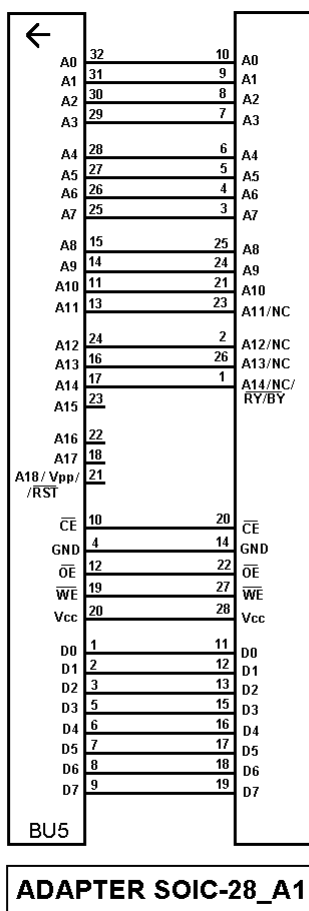 ←
A0 32 10 A0
A1 31 9 A1
A2 30 8 A2
A3 29 7 A3
A4 28 6 A4
A5 27 5 A5
A6 26 4 A6
A7 25 3 A7
A8 15 25 A8
A9 14 24 A9
A10 11 21 A10
A11 13 23 A11/NC
A12 24 2 A12/NC
A13 16 26 A13/NC
A14 17 1 A14/NC/
RY/BY
A15 23
A16 22
A17 18
A18/ Vpp/ 21
/RST
CE 10 20 CE
GND 4 14 GND
OE 12 22 OE
WE 19 27 WE
Vcc 20 28 Vcc
D0 1 11 D0
D1 2 12 D1
D2 3 13 D2
D3 5 15 D3
D4 6 16 D4
D5 7 17 D5
D6 8 18 D6
D7 9 19 D7
BU5
ADAPTER SOIC-28_A1